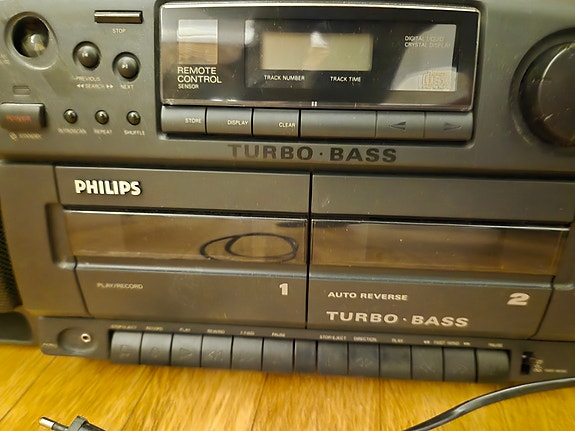 STOP
REMOTE
CONTROL
SENSOR
DIGITAL LIQUID
CRYSTAL DISPLAY
TRACK NUMBER TRACK TIME
PREVIOUS
◀◀ SEARCH ▶▶ NEXT
STANDBY
INTROSCAN REPEAT SHUFFLE
STORE DISPLAY CLEAR
TURBO · BASS
PHILIPS
PLAY/RECORD 1
AUTO REVERSE 2
TURBO · BASS
STOP/EJECT RECORD PLAY REWIND F.FWD PAUSE
STOP/EJECT DIRECTION PLAY ◀◀ FAST WIND ▶▶ PAUSE